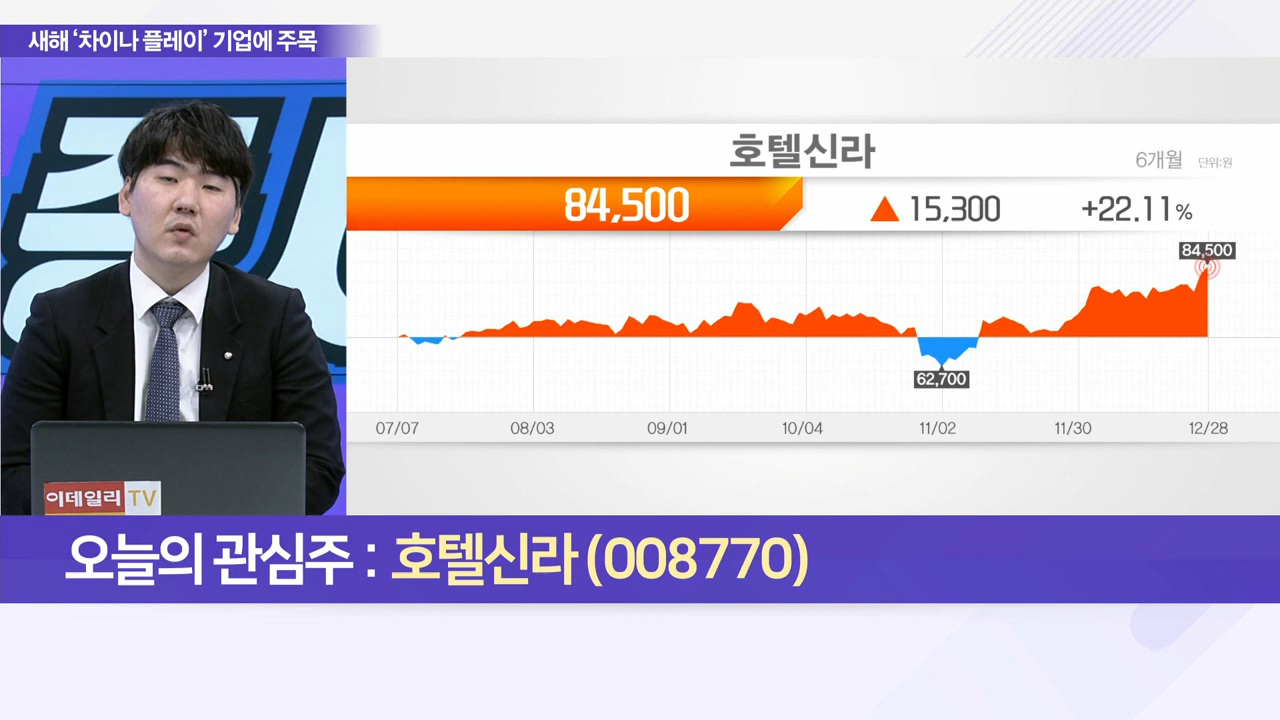 새해 ‘차이나 플레이’ 기업에 주목
호텔신라
6개월 단위:원
84,500 ▲ 15,300 +22.11%
84,500
62,700
07/07 08/03 09/01 10/04 11/02 11/30 12/28
이데일리 TV
오늘의 관심주 : 호텔신라 (008770)